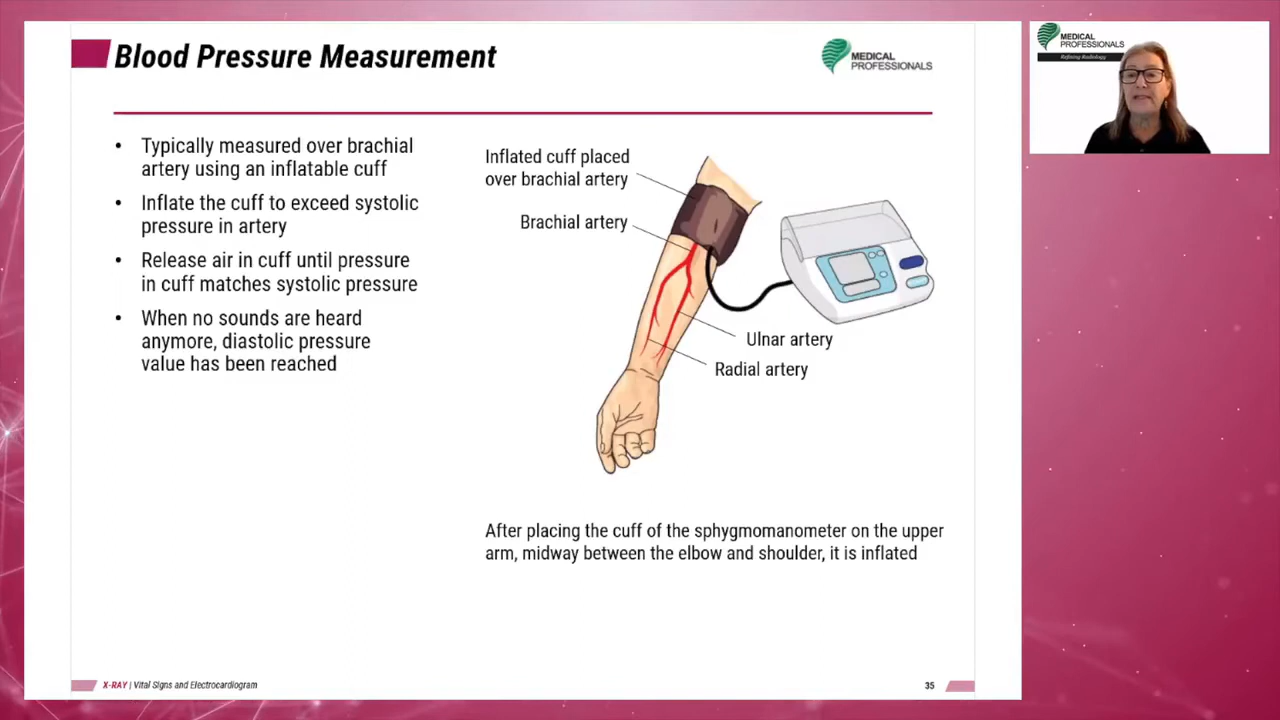 Blood Pressure Measurement
MEDICAL
PROFESSIONALS
• Typically measured over brachial
artery using an inflatable cuff
• Inflate the cuff to exceed systolic
pressure in artery
• Release air in cuff until pressure
in cuff matches systolic pressure
• When no sounds are heard
anymore, diastolic pressure
value has been reached
Inflated cuff placed
over brachial artery
Brachial artery
Ulnar artery
Radial artery
After placing the cuff of the sphygmomanometer on the upper
arm, midway between the elbow and shoulder, it is inflated
X-RAY | Vital Signs and Electrocardiogram
35
MEDICAL
PROFESSIONALS
Refining Radiology